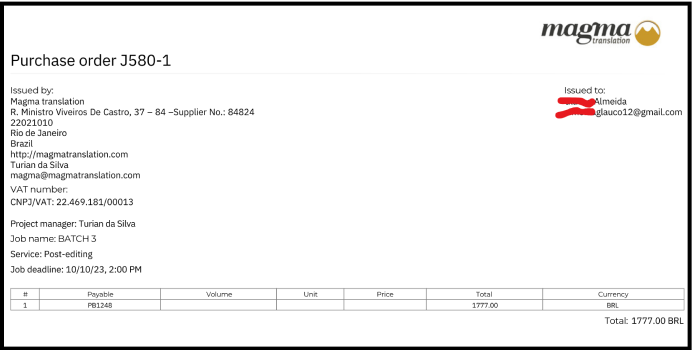 magma
translation
Purchase order J580-1
Issued by:
Magma translation
R. Ministro Viveiros De Castro, 37 – 84 –Supplier No.: 84824
22021010
Rio de Janeiro
Brazil
http://magmatranslation.com
Turian da Silva
magma@magmatranslation.com
VAT number:
CNPJ/VAT: 22.469.181/00013
Issued to:
Almeida
glauco12@gmail.com
Project manager: Turian da Silva
Job name: BATCH 3
Service: Post-editing
Job deadline: 10/10/23, 2:00 PM
# Payable Volume Unit Price Total Currency
1 PB1248 1777.00 BRL
Total: 1777.00 BRL